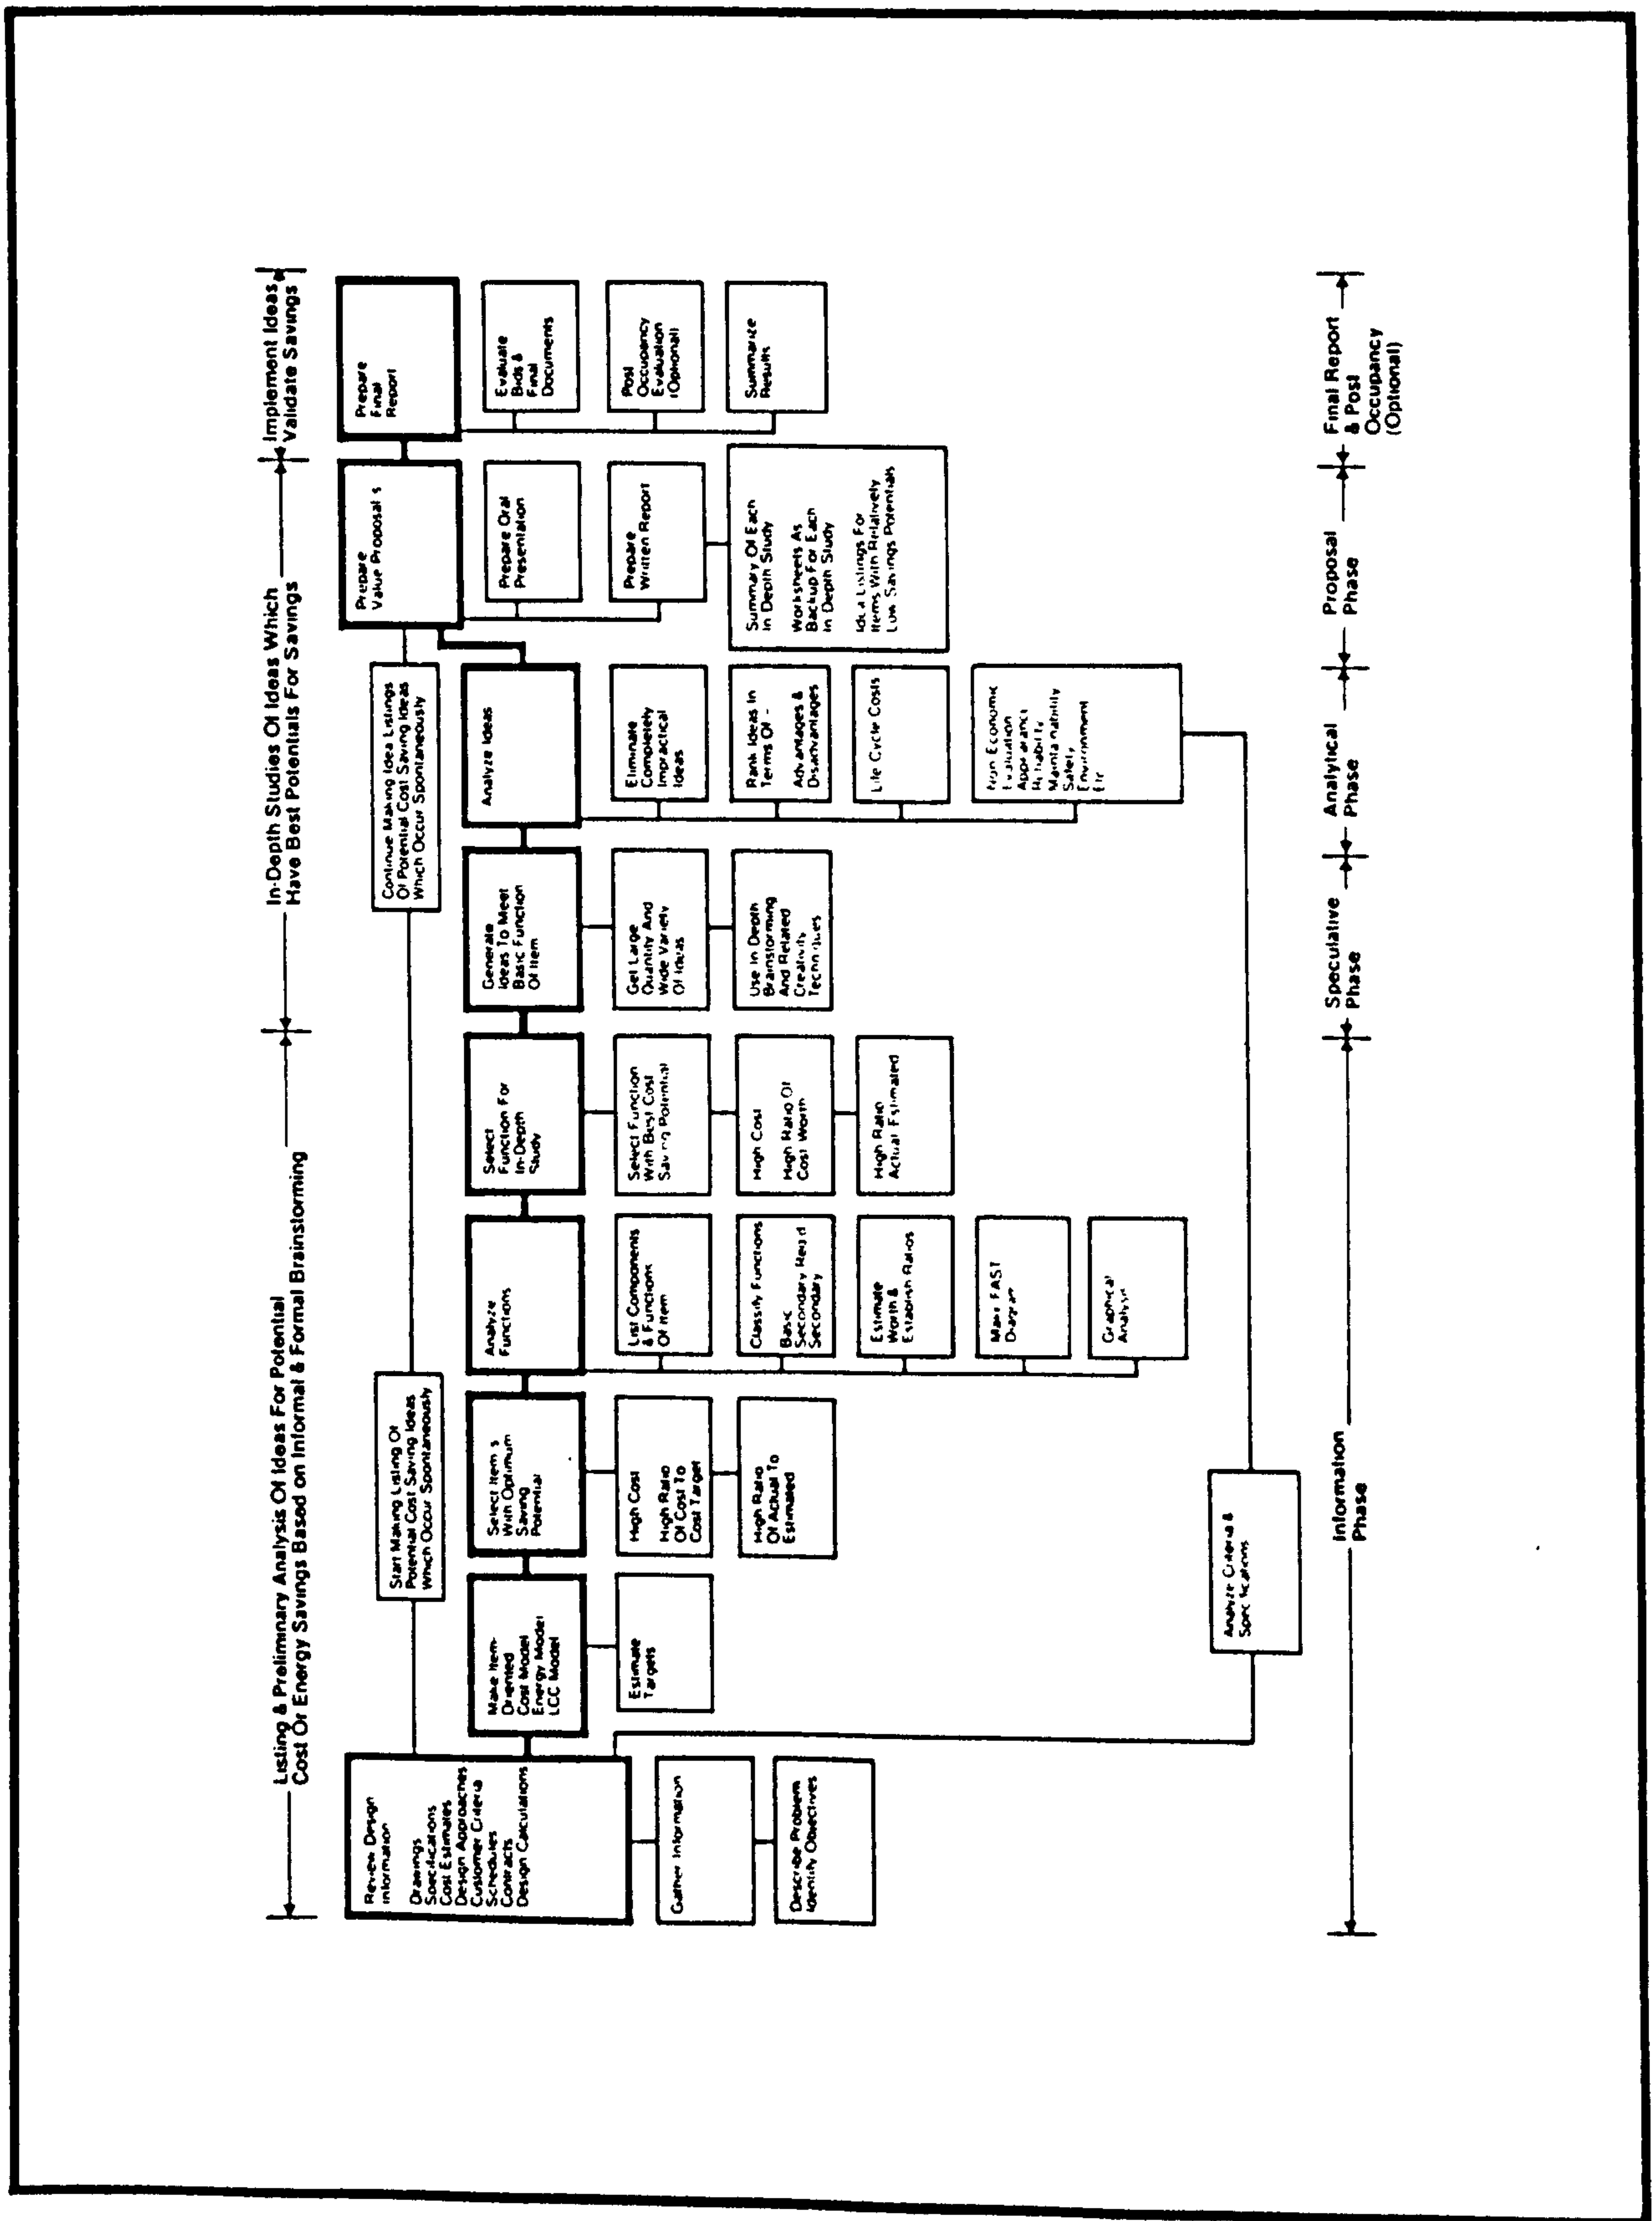 Listing & Preliminary Analysis Of Ideas For Potential
Cost Or Energy Savings Based on Informal & Formal Brainstorming
In-Depth Studies Of Ideas Which
Have Best Potentials For Savings
Implement Ideas
Validate Savings
Start Making Listing Of
Potential Cost Saving Ideas
Which Occur Spontaneously
Continue Making Idea Listings
Of Potential Cost Saving Ideas
Which Occur Spontaneously
Review Design
Information
Drawings
Specifications
Cost Estimates
Design Approaches
Customer Criteria
Schedules
Contracts
Design Calculations
Gather Information
Describe Problem
Identify Objectives
Make Item-
Oriented
Cost Model
Energy Model
LCC Model
Estimate
Targets
Select Item s
With Optimum
Saving
Potential
High Cost
High Ratio
Of Cost To
Cost Target
High Ratio
Of Actual To
Estimated
Analyze
Functions
List Components
& Functions
Of Item
Classify Functions
Basic
Secondary Req'd
Secondary
Estimate
Worth &
Establish Ratios
Make FAST
Diagram
Graphical
Analysis
Select
Function For
In-Depth
Study
Select Function
With Best Cost
Saving Potential
High Cost
High Ratio Of
Cost Worth
High Ratio
Actual Estimated
Generate
Ideas To Meet
Basic Function
Of Item
Get Large
Quantity And
Wide Variety
Of Ideas
Use In Depth
Brainstorming
And Related
Creativity
Techniques
Analyze Ideas
Eliminate
Completely
Impractical
Ideas
Rank Ideas In
Terms Of -
Advantages &
Disadvantages
Life Cycle Costs
Non Economic
Evaluation
Appearance
Reliability
Maintainability
Safety
Environment
Etc
Prepare
Value Proposal s
Prepare Oral
Presentation
Prepare
Written Report
Summary Of Each
In Depth Study
Worksheets As
Backup For Each
In Depth Study
Idea Listings For
Items With Relatively
Low Savings Potentials
Prepare
Final
Report
Evaluate
Bids &
Final
Documents
Post
Occupancy
Evaluation
(Optional)
Summarize
Results
Analyze Criteria &
Specifications
Information
Phase
Speculative
Phase
Analytical
Phase
Proposal
Phase
Final Report
& Post
Occupancy
(Optional)